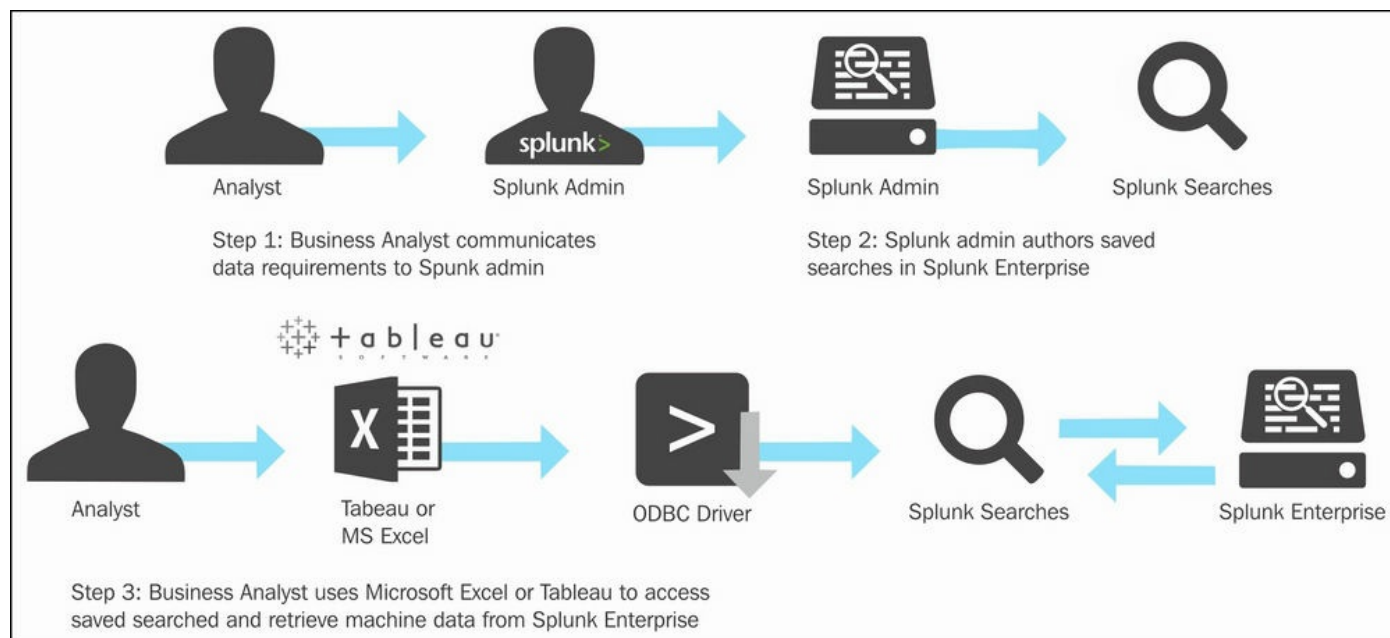 splunk>
Analyst
Splunk Admin
Splunk Admin
Splunk Searches
Step 1: Business Analyst communicates
data requirements to Spunk admin
Step 2: Splunk admin authors saved
searches in Splunk Enterprise
+ableau
SOFTWARE
X
>
Analyst
Tabeau or
MS Excel
ODBC Driver
Splunk Searches
Splunk Enterprise
Step 3: Business Analyst uses Microsoft Excel or Tableau to access
saved searched and retrieve machine data from Splunk Enterprise